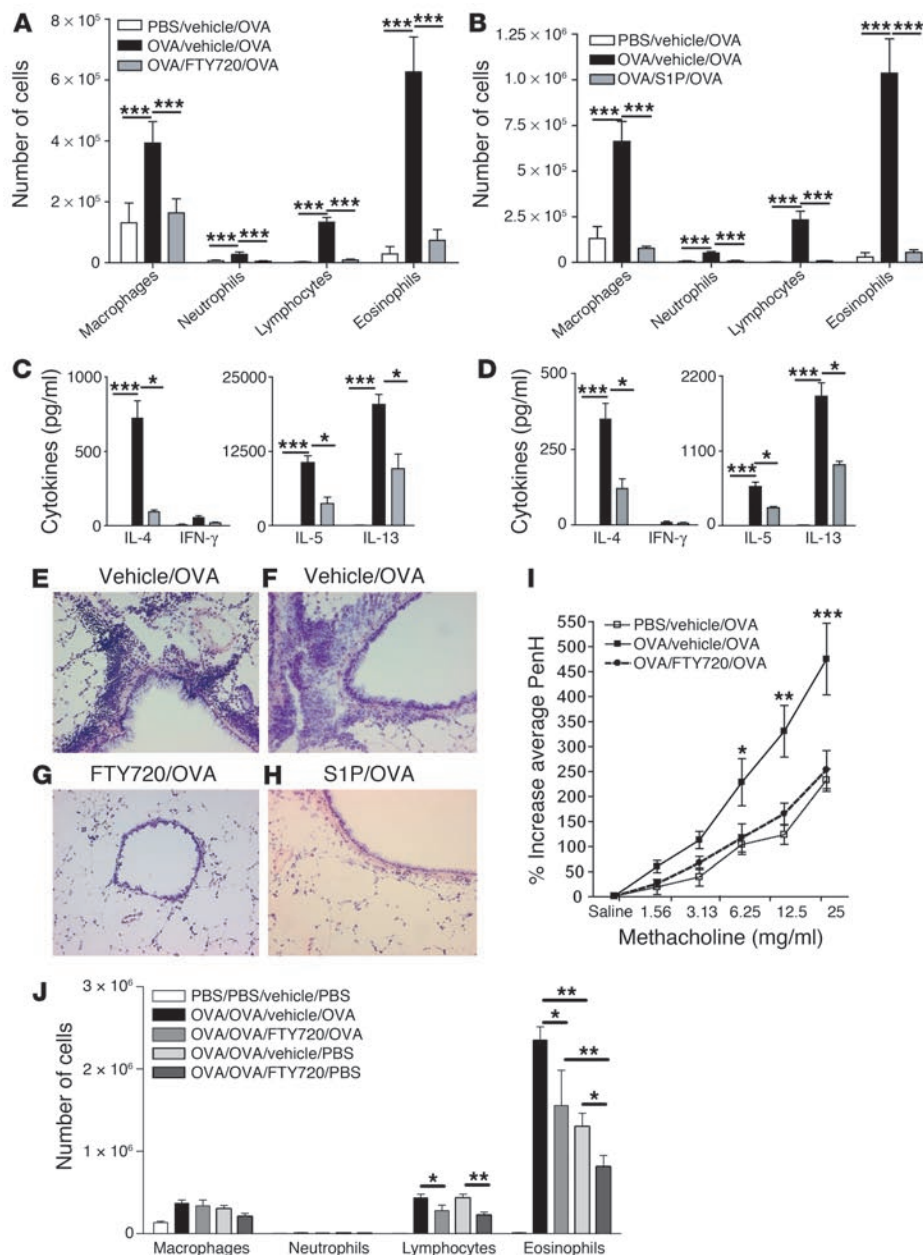 A
PBS/vehicle/OVA
OVA/vehicle/OVA
OVA/FTY720/OVA
Number of cells
8 × 10⁵
6 × 10⁵
4 × 10⁵
2 × 10⁵
0
*** ***
*** ***
*** ***
*** ***
Macrophages
Neutrophils
Lymphocytes
Eosinophils
B
PBS/vehicle/OVA
OVA/vehicle/OVA
OVA/S1P/OVA
Number of cells
1.25 × 10⁶
1.0 × 10⁶
7.5 × 10⁵
5 × 10⁵
2.5 × 10⁵
0
*** ***
*** ***
*** ***
*** ***
Macrophages
Neutrophils
Lymphocytes
Eosinophils
C
Cytokines (pg/ml)
1000
500
0
*** *
IL-4 IFN-γ
25000
12500
0
*** *
*** *
IL-5 IL-13
D
Cytokines (pg/ml)
500
250
0
*** *
IL-4 IFN-γ
2200
1100
0
*** *
*** *
IL-5 IL-13
E Vehicle/OVA
F Vehicle/OVA
G FTY720/OVA
H S1P/OVA
I
PBS/vehicle/OVA
OVA/vehicle/OVA
OVA/FTY720/OVA
% Increase average PenH
550
500
450
400
350
300
250
200
150
100
50
0
*
**
***
Saline 1.56 3.13 6.25 12.5 25
Methacholine (mg/ml)
J
PBS/PBS/vehicle/PBS
OVA/OVA/vehicle/OVA
OVA/OVA/FTY720/OVA
OVA/OVA/vehicle/PBS
OVA/OVA/FTY720/PBS
Number of cells
3 × 10⁶
2 × 10⁶
1 × 10⁶
0
* **
**
*
**
*
Macrophages Neutrophils Lymphocytes Eosinophils